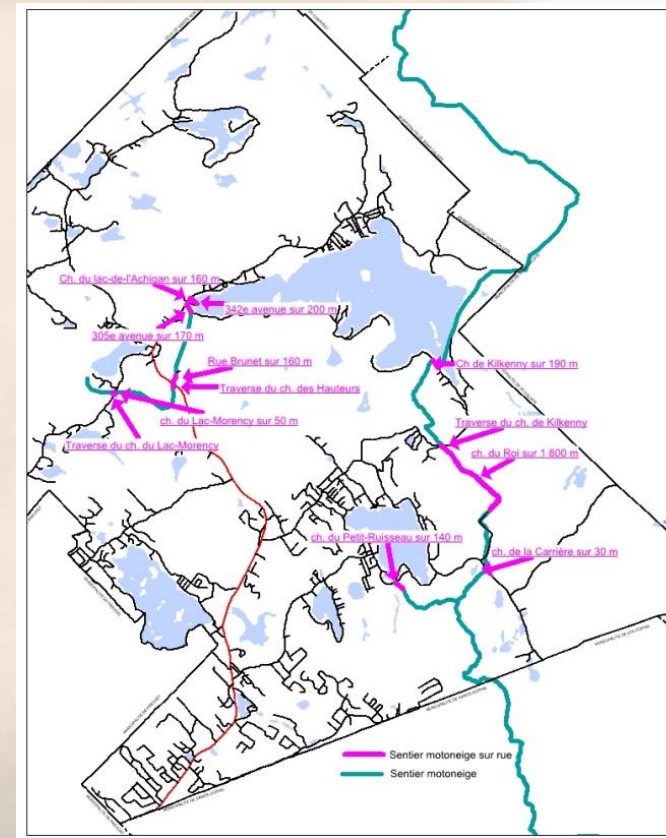 Ch. du lac-de-l'Achigan sur 160 m
342e avenue sur 200 m
305e avenue sur 170 m
Rue Brunet sur 160 m
Ch de Kilkenny sur 190 m
Traverse du ch. des Hauteurs
ch. du Lac-Morency sur 50 m
Traverse du ch. de Kilkenny
Traverse du ch. du Lac-Morency
ch. du Roi sur 1 800 m
ch. du Petit-Ruisseau sur 140 m
ch. de la Carrière sur 30 m
Sentier motoneige sur rue
Sentier motoneige